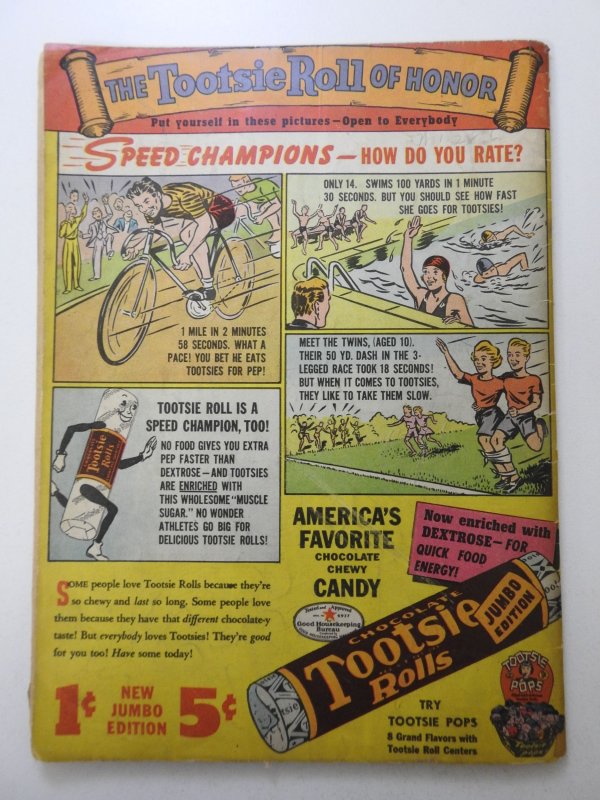 THE Tootsie Roll OF HONOR
Put yourself in these pictures—Open to Everybody
SPEED CHAMPIONS — HOW DO YOU RATE?
1 MILE IN 2 MINUTES
58 SECONDS. WHAT A
PACE! YOU BET HE EATS
TOOTSIES FOR PEP!
ONLY 14. SWIMS 100 YARDS IN 1 MINUTE
30 SECONDS. BUT YOU SHOULD SEE HOW FAST
SHE GOES FOR TOOTSIES!
MEET THE TWINS, (AGED 10).
THEIR 50 YD. DASH IN THE 3-
LEGGED RACE TOOK 18 SECONDS!
BUT WHEN IT COMES TO TOOTSIES,
THEY LIKE TO TAKE THEM SLOW.
Tootsie
Rolls
TOOTSIE ROLL IS A
SPEED CHAMPION, TOO!
NO FOOD GIVES YOU EXTRA
PEP FASTER THAN
DEXTROSE—AND TOOTSIES
ARE ENRICHED WITH
THIS WHOLESOME "MUSCLE
SUGAR." NO WONDER
ATHLETES GO BIG FOR
DELICIOUS TOOTSIE ROLLS!
AMERICA'S
FAVORITE
CHOCOLATE
CHEWY
CANDY
Now enriched with
DEXTROSE—FOR
QUICK FOOD
ENERGY!
SOME people love Tootsie Rolls because they're
so chewy and last so long. Some people love
them because they have that different chocolate-y
taste! But everybody loves Tootsies! They're good
for you too! Have some today!
Tested and Approved
Good Housekeeping
Bureau
CHOCOLATE
Tootsie
Rolls
JUMBO
EDITION
1¢ NEW
JUMBO
EDITION 5¢
TRY
TOOTSIE POPS
8 Grand Flavors with
Tootsie Roll Centers
TOOTSIE
POPS